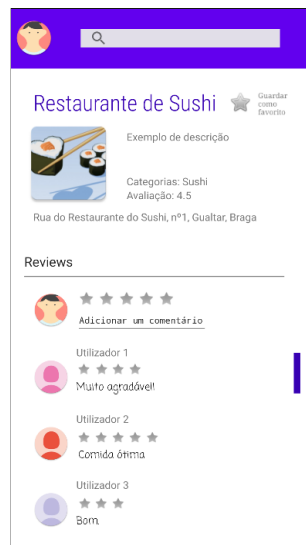 Restaurante de Sushi
Guardar
como
favorito
Exemplo de descrição
Categorias: Sushi
Avaliação: 4.5
Rua do Restaurante do Sushi, nº1, Gualtar, Braga
Reviews
Adicionar um comentário
Utilizador 1
Muito agradável!
Utilizador 2
Comida ótima
Utilizador 3
Bom